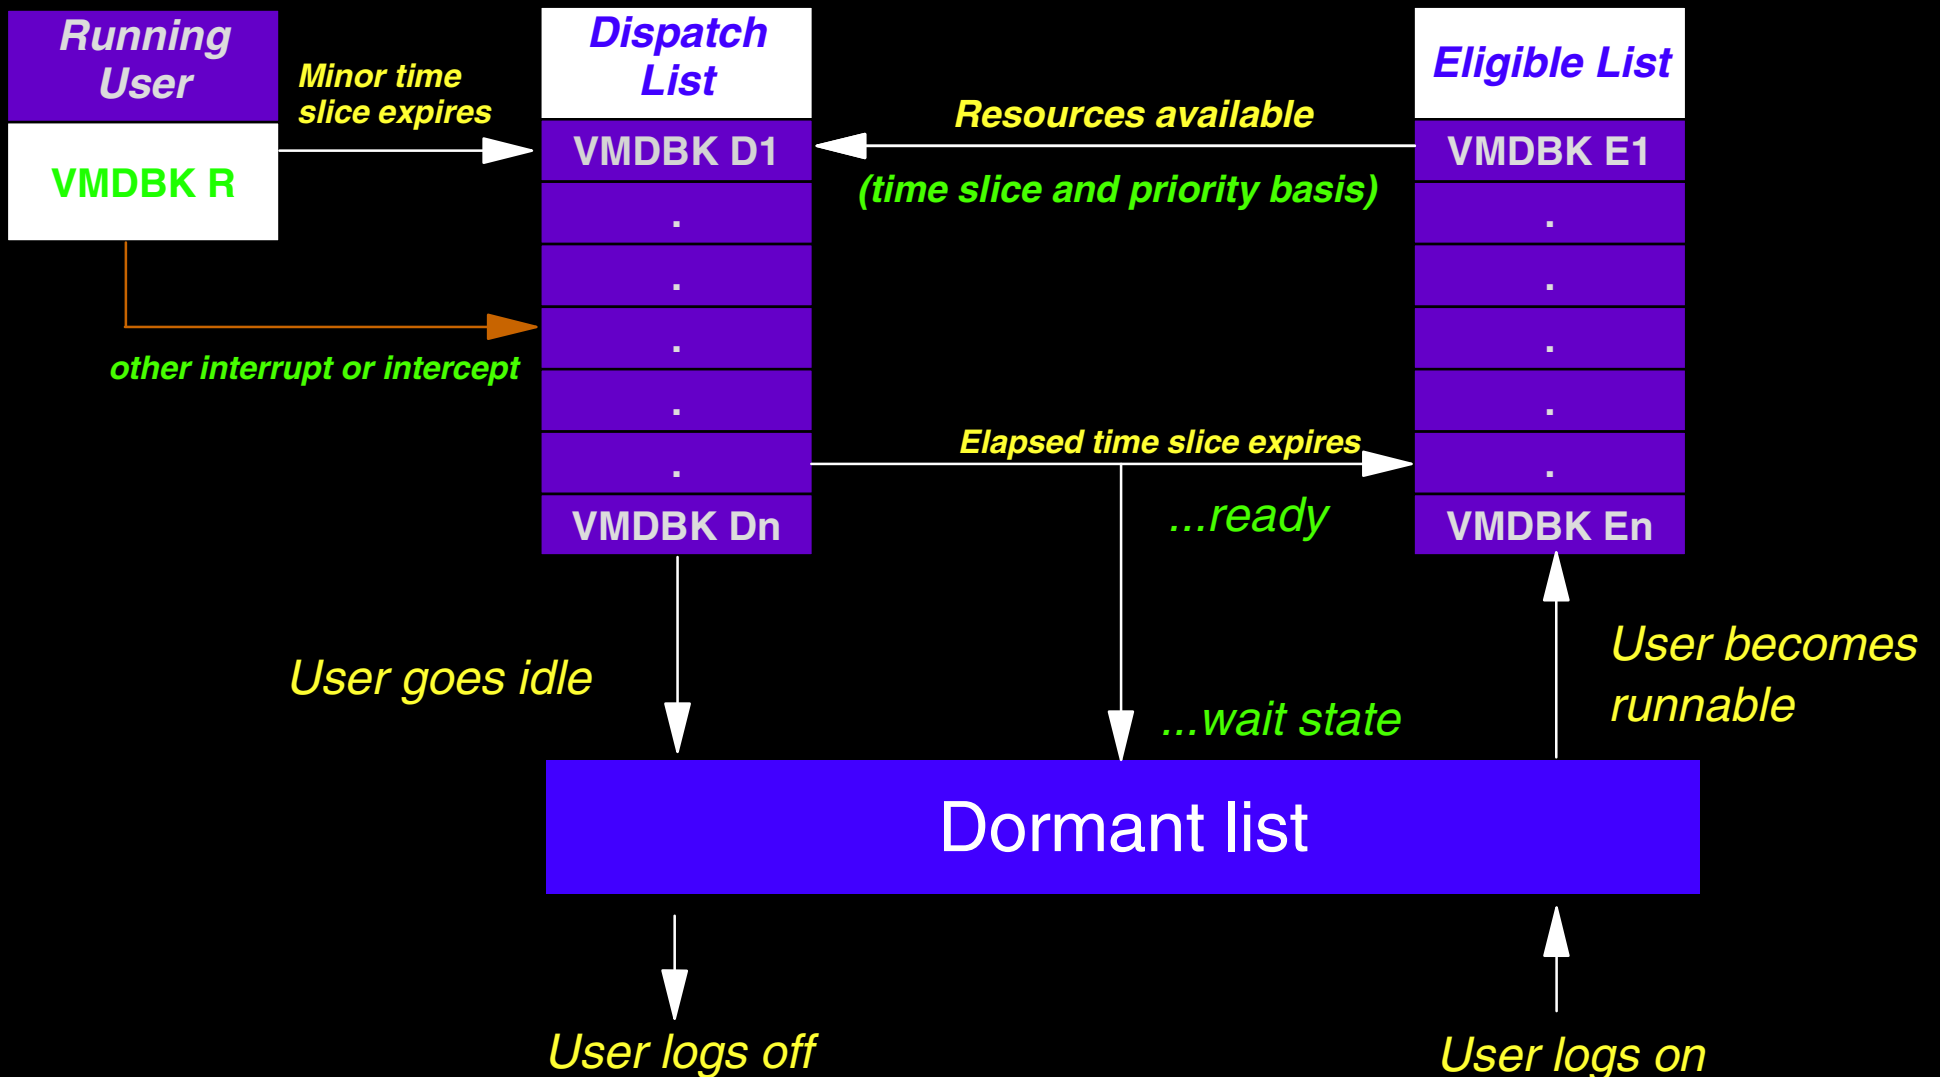 Running
User
VMDBK R
Minor time
slice expires
other interrupt or intercept
Dispatch
List
VMDBK D1
.
.
.
.
.
VMDBK Dn
Resources available
(time slice and priority basis)
Elapsed time slice expires
...ready
...wait state
Eligible List
VMDBK E1
.
.
.
.
.
VMDBK En
User goes idle
User becomes
runnable
Dormant list
User logs off
User logs on